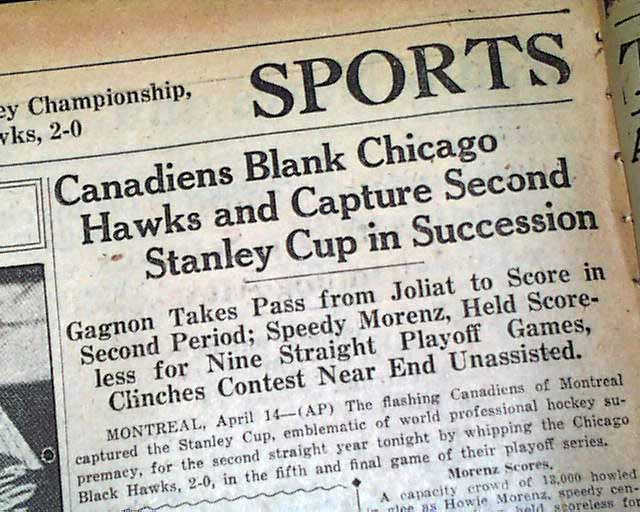 ey Championship,
wks, 2-0
SPORTS
Canadiens Blank Chicago
Hawks and Capture Second
Stanley Cup in Succession
Gagnon Takes Pass from Joliat to Score in
Second Period; Speedy Morenz, Held Score-
less for Nine Straight Playoff Games,
Clinches Contest Near End Unassisted.
MONTREAL, April 14—(AP) The flashing Canadiens of Montreal
captured the Stanley Cup, emblematic of world professional hockey su-
premacy, for the second straight year tonight by whipping the Chicago
Black Hawks, 2-0, in the fifth and final game of their playoff series.
Morenz Scores.
A capacity crowd of 13,000 howled
in glee as Howie Morenz, speedy cen-
held scoreless for